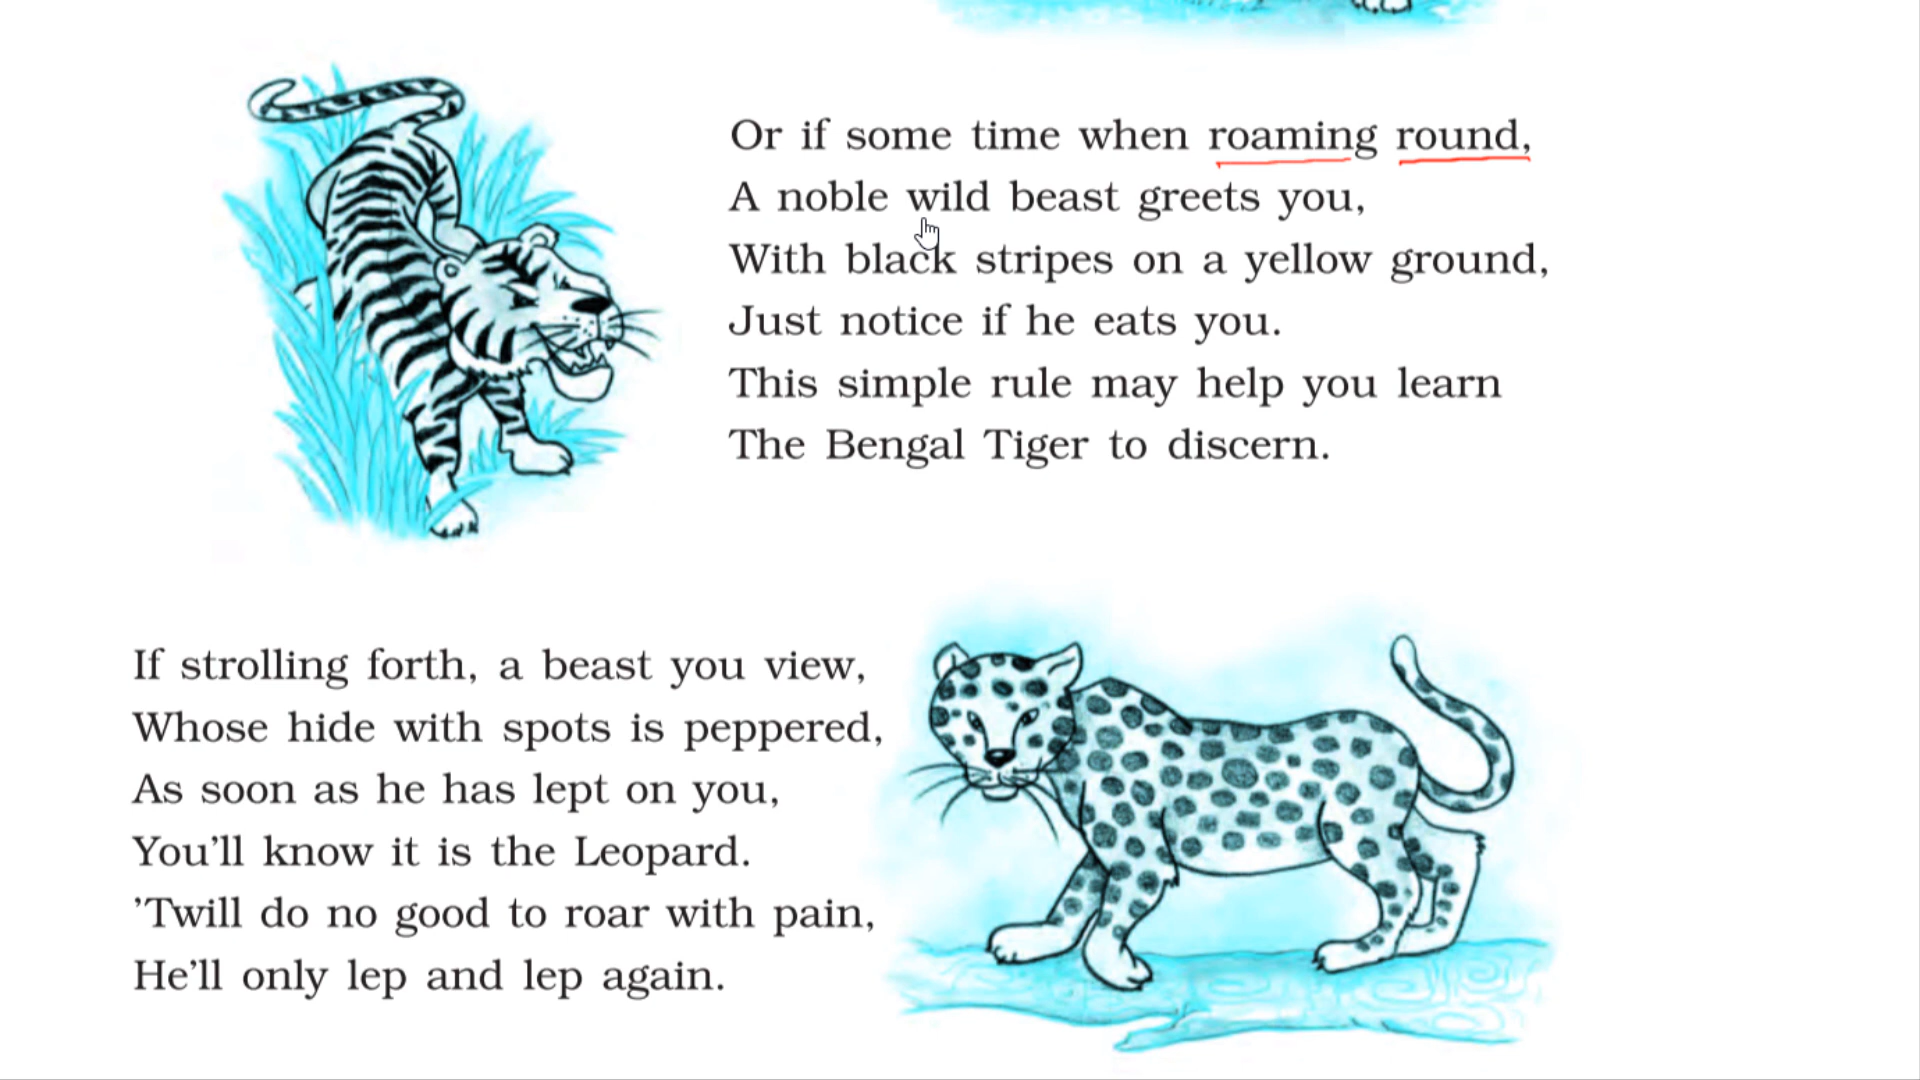 Or if some time when roaming round,
A noble wild beast greets you,
With black stripes on a yellow ground,
Just notice if he eats you.
This simple rule may help you learn
The Bengal Tiger to discern.
If strolling forth, a beast you view,
Whose hide with spots is peppered,
As soon as he has lept on you,
You’ll know it is the Leopard.
’Twill do no good to roar with pain,
He’ll only lep and lep again.